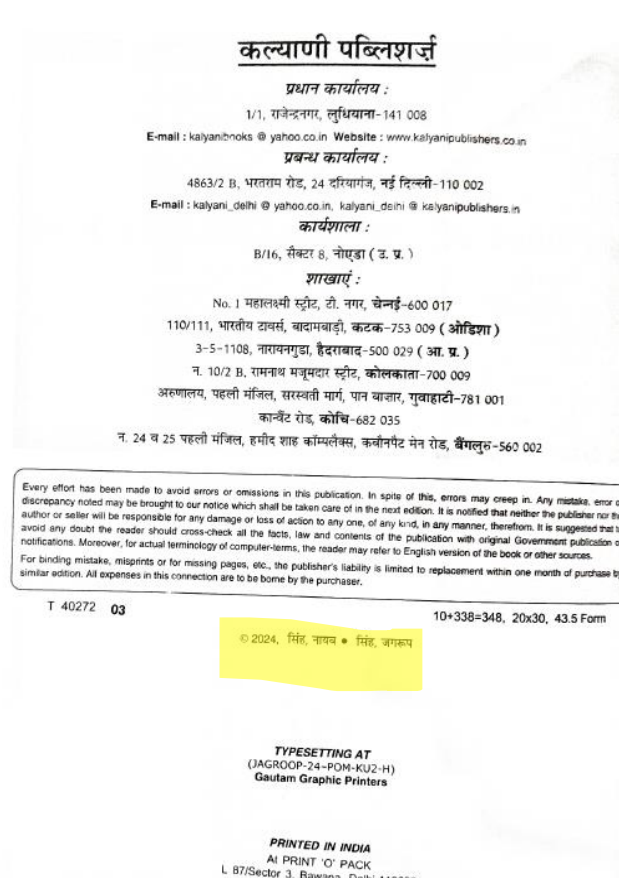 कल्याणी पब्लिशर्ज़
प्रधान कार्यालय :
1/1, राजेन्द्रनगर, लुधियाना-141 008
E-mail : kalyanibooks @ yahoo.co.in Website : www.kalyanipublishers.co.in
प्रबन्ध कार्यालय :
4863/2 B, भरतराम रोड, 24 दरियागंज, नई दिल्ली-110 002
E-mail : kalyani_delhi @ yahoo.co.in, kalyani_delhi @ kalyanipublishers.in
कार्यशाला :
B/16, सैक्टर 8, नोएडा ( उ. प्र. )
शाखाएं :
No. 1 महालक्ष्मी स्ट्रीट, टी. नगर, चेन्नई-600 017
110/111, भारतीय टावर्स, बादामबाड़ी, कटक-753 009 ( ओडिशा )
3-5-1108, नारायनगुडा, हैदराबाद-500 029 ( आ. प्र. )
न. 10/2 B, रामनाथ मजूमदार स्ट्रीट, कोलकाता-700 009
अरुणालय, पहली मंजिल, सरस्वती मार्ग, पान बाज़ार, गुवाहाटी-781 001
कान्वैंट रोड, कोचि-682 035
न. 24 व 25 पहली मंजिल, हमीद शाह कॉम्पलैक्स, कबौनपैट मेन रोड, बैंगलुरु-560 002
Every effort has been made to avoid errors or omissions in this publication. In spite of this, errors may creep in. Any mistake, error
discrepancy noted may be brought to our notice which shall be taken care of in the next edition. It is notified that neither the publisher nor
author or seller will be responsible for any damage or loss of action to any one, of any kind, in any manner, therefrom. It is suggested that
avoid any doubt the reader should cross-check all the facts, law and contents of the publication with original Government publication
notifications. Moreover, for actual terminology of computer-terms, the reader may refer to English version of the book or other sources.
For binding mistake, misprints or for missing pages, etc., the publisher's liability is limited to replacement within one month of purchase
similar edition. All expenses in this connection are to be borne by the purchaser.
T 40272 03
10+338=348, 20x30, 43.5 Form
© 2024, सिंह, नायब • सिंह, जगरूप
TYPESETTING AT
(JAGROOP-24-POM-KU2-H)
Gautam Graphic Printers
PRINTED IN INDIA
At PRINT 'O' PACK
L 87/Sector 3, Bawana, Delhi